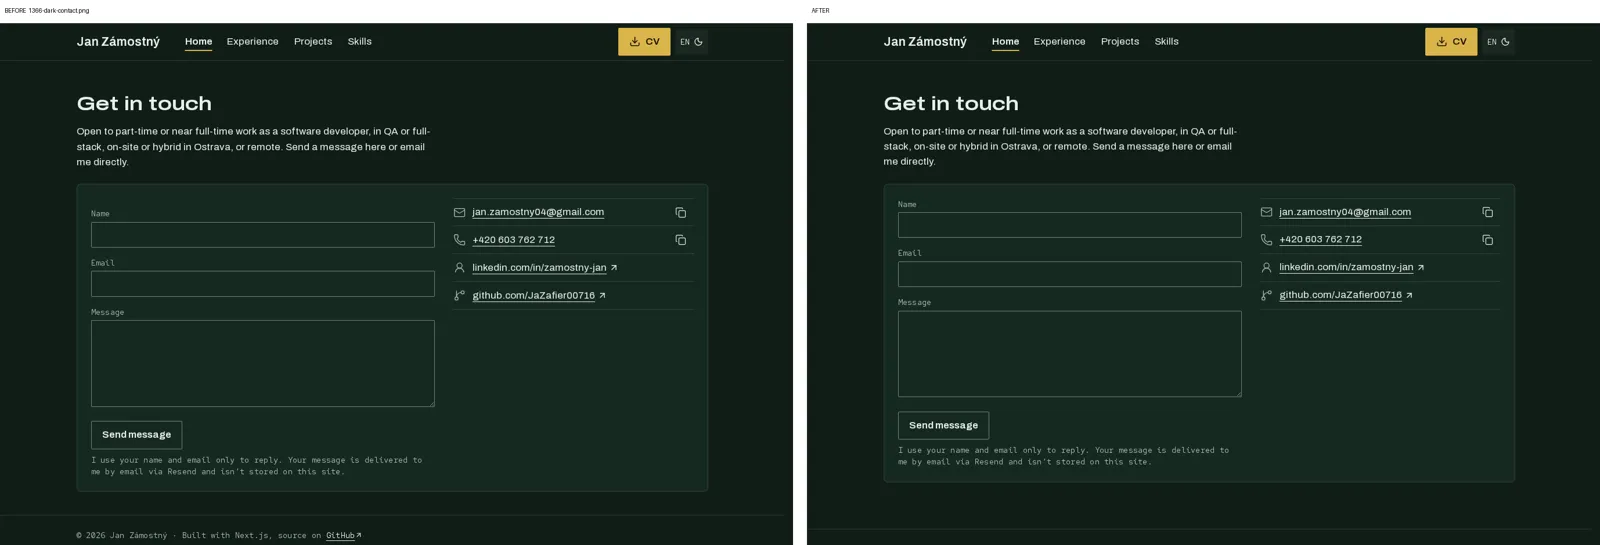 BEFORE 1366-dark-contact.png
Jan Zámostný Home Experience Projects Skills CV EN
Get in touch
Open to part-time or near full-time work as a software developer, in QA or full-
stack, on-site or hybrid in Ostrava, or remote. Send a message here or email
me directly.
Name
Email
Message
Send message
I use your name and email only to reply. Your message is delivered to
me by email via Resend and isn't stored on this site.
jan.zamostny04@gmail.com
+420 603 762 712
linkedin.com/in/zamostny-jan
github.com/JaZafier00716
© 2026 Jan Zámostný · Built with Next.js, source on GitHub
AFTER
Jan Zámostný Home Experience Projects Skills CV EN
Get in touch
Open to part-time or near full-time work as a software developer, in QA or full-
stack, on-site or hybrid in Ostrava, or remote. Send a message here or email
me directly.
Name
Email
Message
Send message
I use your name and email only to reply. Your message is delivered to
me by email via Resend and isn't stored on this site.
jan.zamostny04@gmail.com
+420 603 762 712
linkedin.com/in/zamostny-jan
github.com/JaZafier00716